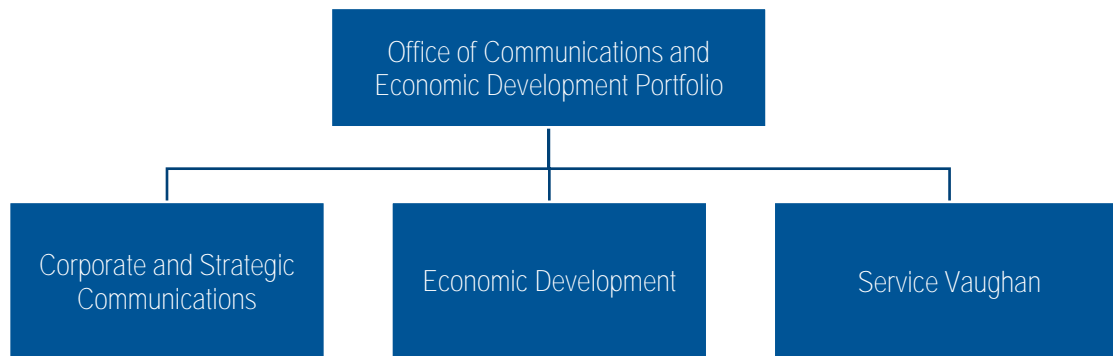 Office of Communications and
Economic Development Portfolio
Corporate and Strategic
Communications
Economic Development
Service Vaughan